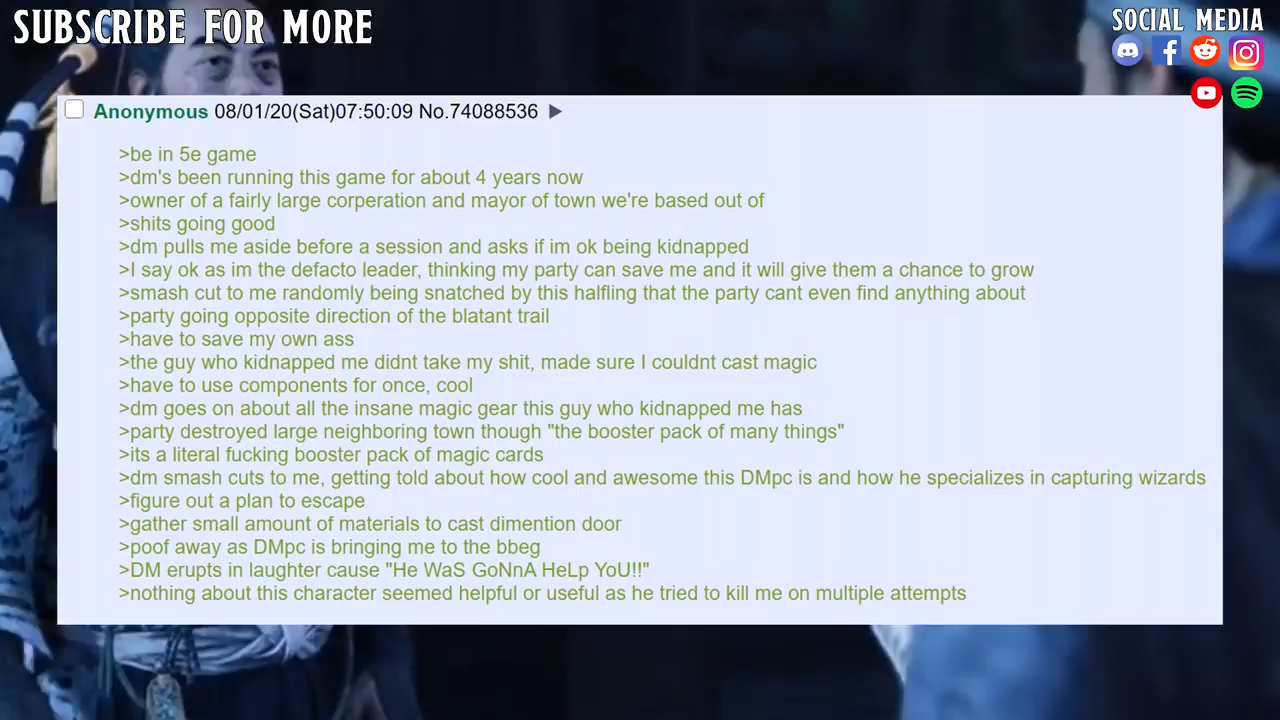 SUBSCRIBE FOR MORE
SOCIAL MEDIA
Anonymous 08/01/20(Sat)07:50:09 No.74088536 ▶
>be in 5e game
>dm's been running this game for about 4 years now
>owner of a fairly large corperation and mayor of town we're based out of
>shits going good
>dm pulls me aside before a session and asks if im ok being kidnapped
>I say ok as im the defacto leader, thinking my party can save me and it will give them a chance to grow
>smash cut to me randomly being snatched by this halfling that the party cant even find anything about
>party going opposite direction of the blatant trail
>have to save my own ass
>the guy who kidnapped me didnt take my shit, made sure I couldnt cast magic
>have to use components for once, cool
>dm goes on about all the insane magic gear this guy who kidnapped me has
>party destroyed large neighboring town though "the booster pack of many things"
>its a literal fucking booster pack of magic cards
>dm smash cuts to me, getting told about how cool and awesome this DMpc is and how he specializes in capturing wizards
>figure out a plan to escape
>gather small amount of materials to cast dimention door
>poof away as DMpc is bringing me to the bbeg
>DM erupts in laughter cause "He WaS GoNnA HeLp YoU!!"
>nothing about this character seemed helpful or useful as he tried to kill me on multiple attempts